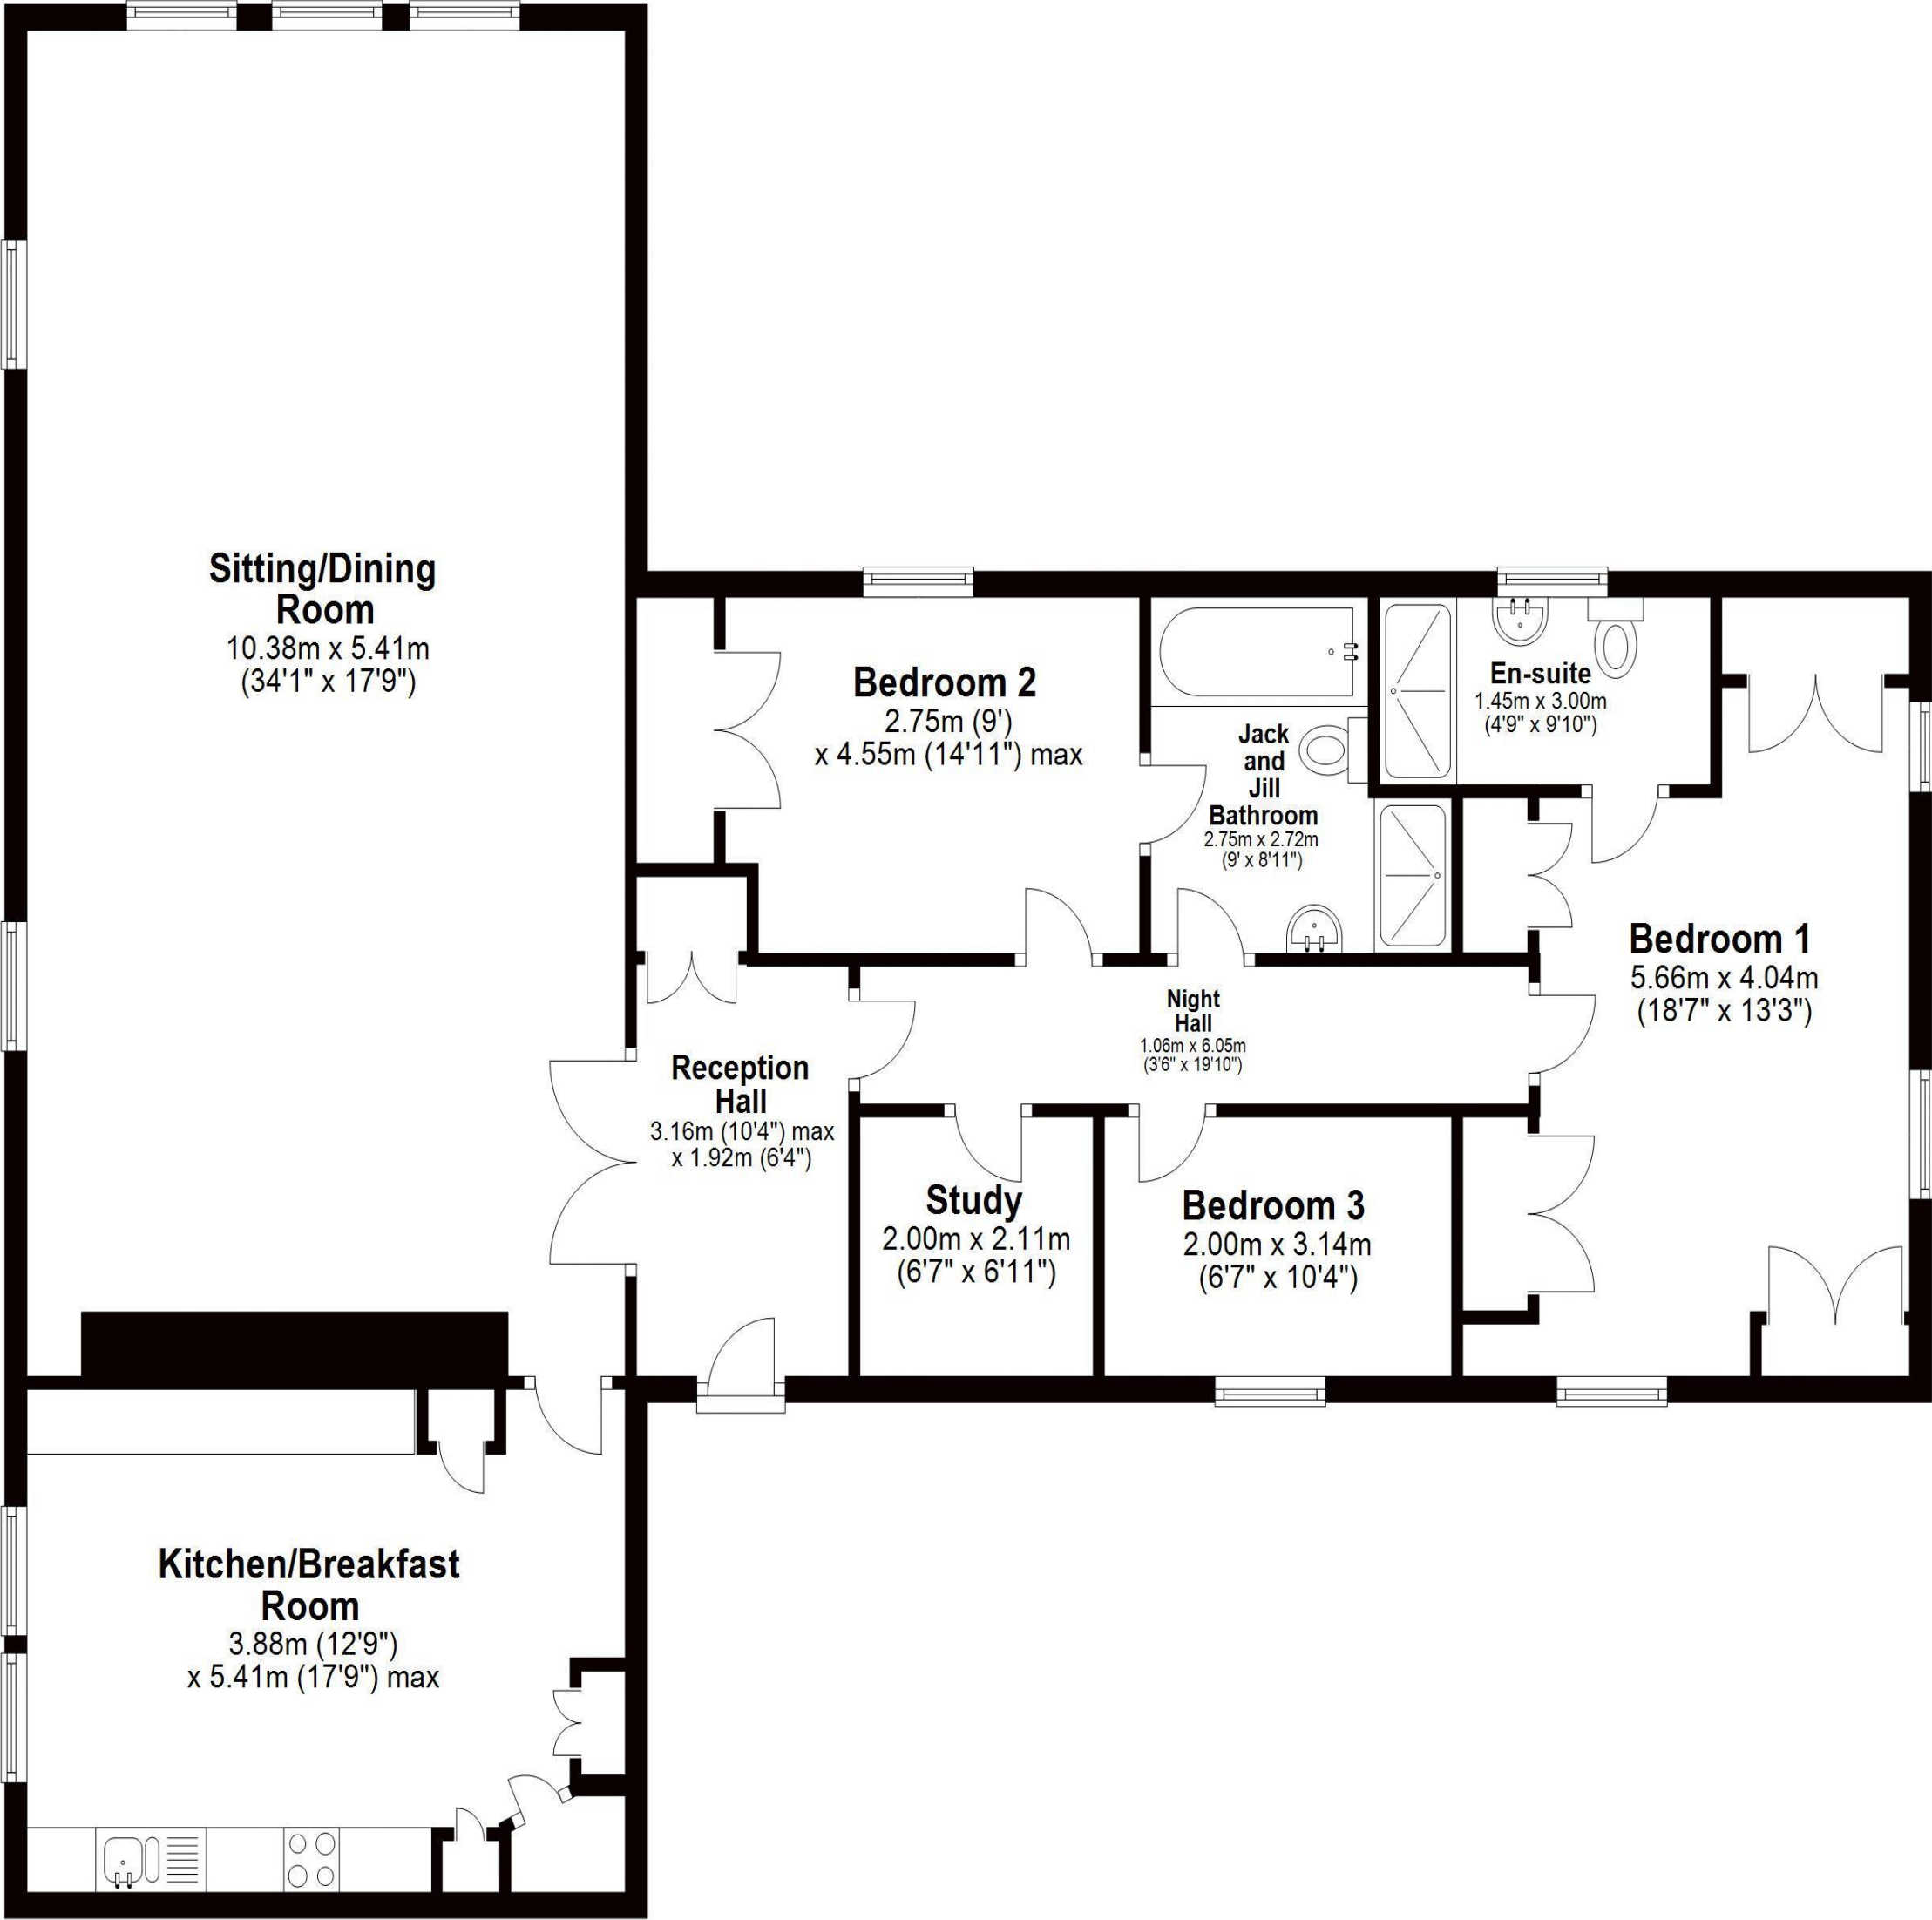 Sitting/Dining
Room
10.38m x 5.41m
(34'1" x 17'9")
Bedroom 2
2.75m (9')
x 4.55m (14'11") max
Jack
and
Jill
Bathroom
2.75m x 2.72m
(9' x 8'11")
En-suite
1.45m x 3.00m
(4'9" x 9'10")
Bedroom 1
5.66m x 4.04m
(18'7" x 13'3")
Night
Hall
1.06m x 6.05m
(3'6" x 19'10")
Reception
Hall
3.16m (10'4") max
x 1.92m (6'4")
Study
2.00m x 2.11m
(6'7" x 6'11")
Bedroom 3
2.00m x 3.14m
(6'7" x 10'4")
Kitchen/Breakfast
Room
3.88m (12'9")
x 5.41m (17'9") max